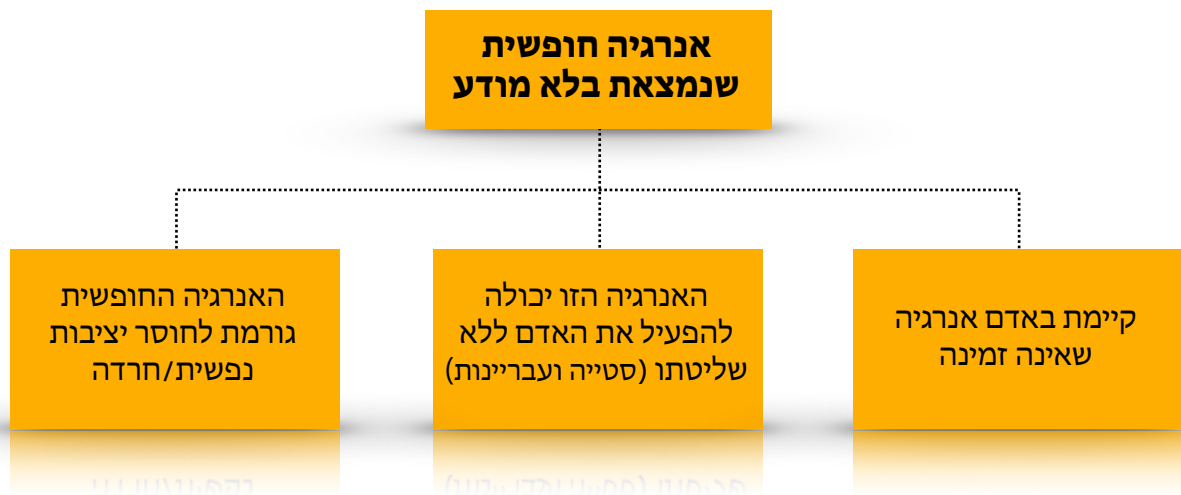 אנרגיה חופשית
שנמצאת בלא מודע
קיימת באדם אנרגיה
שאינה זמינה
האנרגיה הזו יכולה
להפעיל את האדם ללא
שליטתו (סטייה ועבריינות)
האנרגיה החופשית
גורמת לחוסר יציבות
נפשית/חרדה